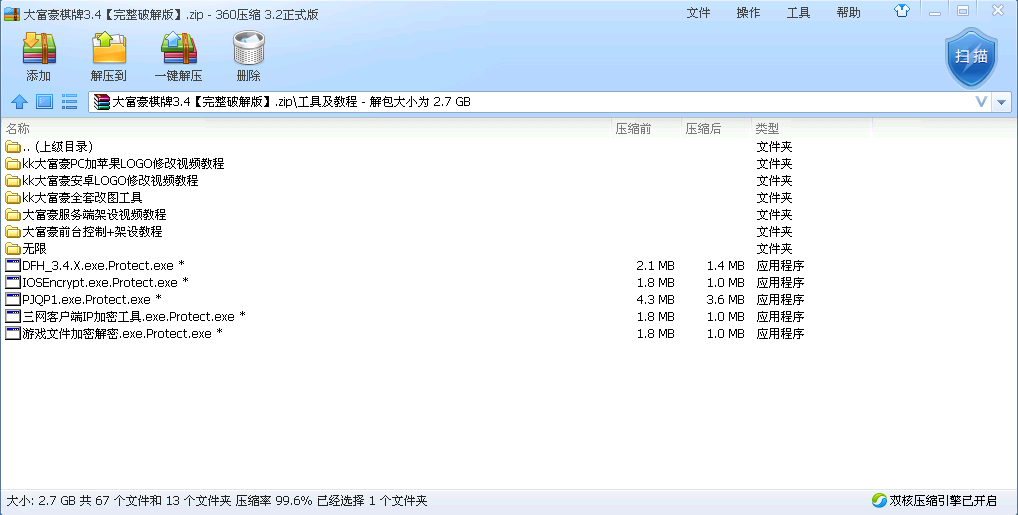 大富豪棋牌3.4【完整破解版】.zip - 360压缩 3.2正式版
文件 操作 工具 帮助
添加 解压到 一键解压 删除
扫描
大富豪棋牌3.4【完整破解版】.zip\工具及教程 - 解包大小为 2.7 GB
名称 压缩前 压缩后 类型
.. (上级目录) 文件夹
kk大富豪PC加苹果LOGO修改视频教程 文件夹
kk大富豪安卓LOGO修改视频教程 文件夹
kk大富豪全套改图工具 文件夹
大富豪服务端架设视频教程 文件夹
大富豪前台控制+架设教程 文件夹
无限 文件夹
DFH_3.4.X.exe.Protect.exe * 2.1 MB 1.4 MB 应用程序
IOSEncrypt.exe.Protect.exe * 1.8 MB 1.0 MB 应用程序
PJQP1.exe.Protect.exe * 4.3 MB 3.6 MB 应用程序
三网客户端IP加密工具.exe.Protect.exe * 1.8 MB 1.0 MB 应用程序
游戏文件加密解密.exe.Protect.exe * 1.8 MB 1.0 MB 应用程序
大小: 2.7 GB 共 67 个文件和 13 个文件夹 压缩率 99.6% 已经选择 1 个文件夹
双核压缩引擎已开启